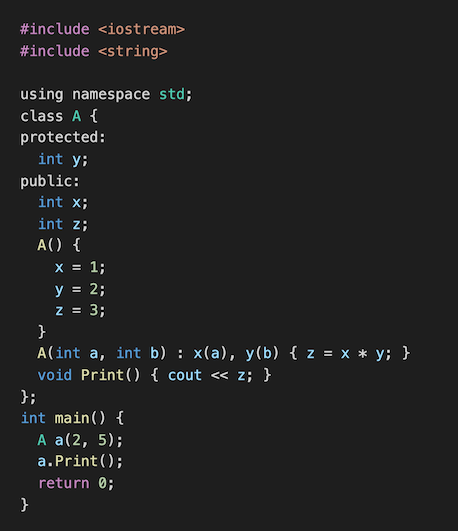 #include <iostream>
#include <string>

using namespace std;
class A {
protected:
  int y;
public:
  int x;
  int z;
  A() {
    x = 1;
    y = 2;
    z = 3;
  }
  A(int a, int b) : x(a), y(b) { z = x * y; }
  void Print() { cout << z; }
};
int main() {
  A a(2, 5);
  a.Print();
  return 0;
}